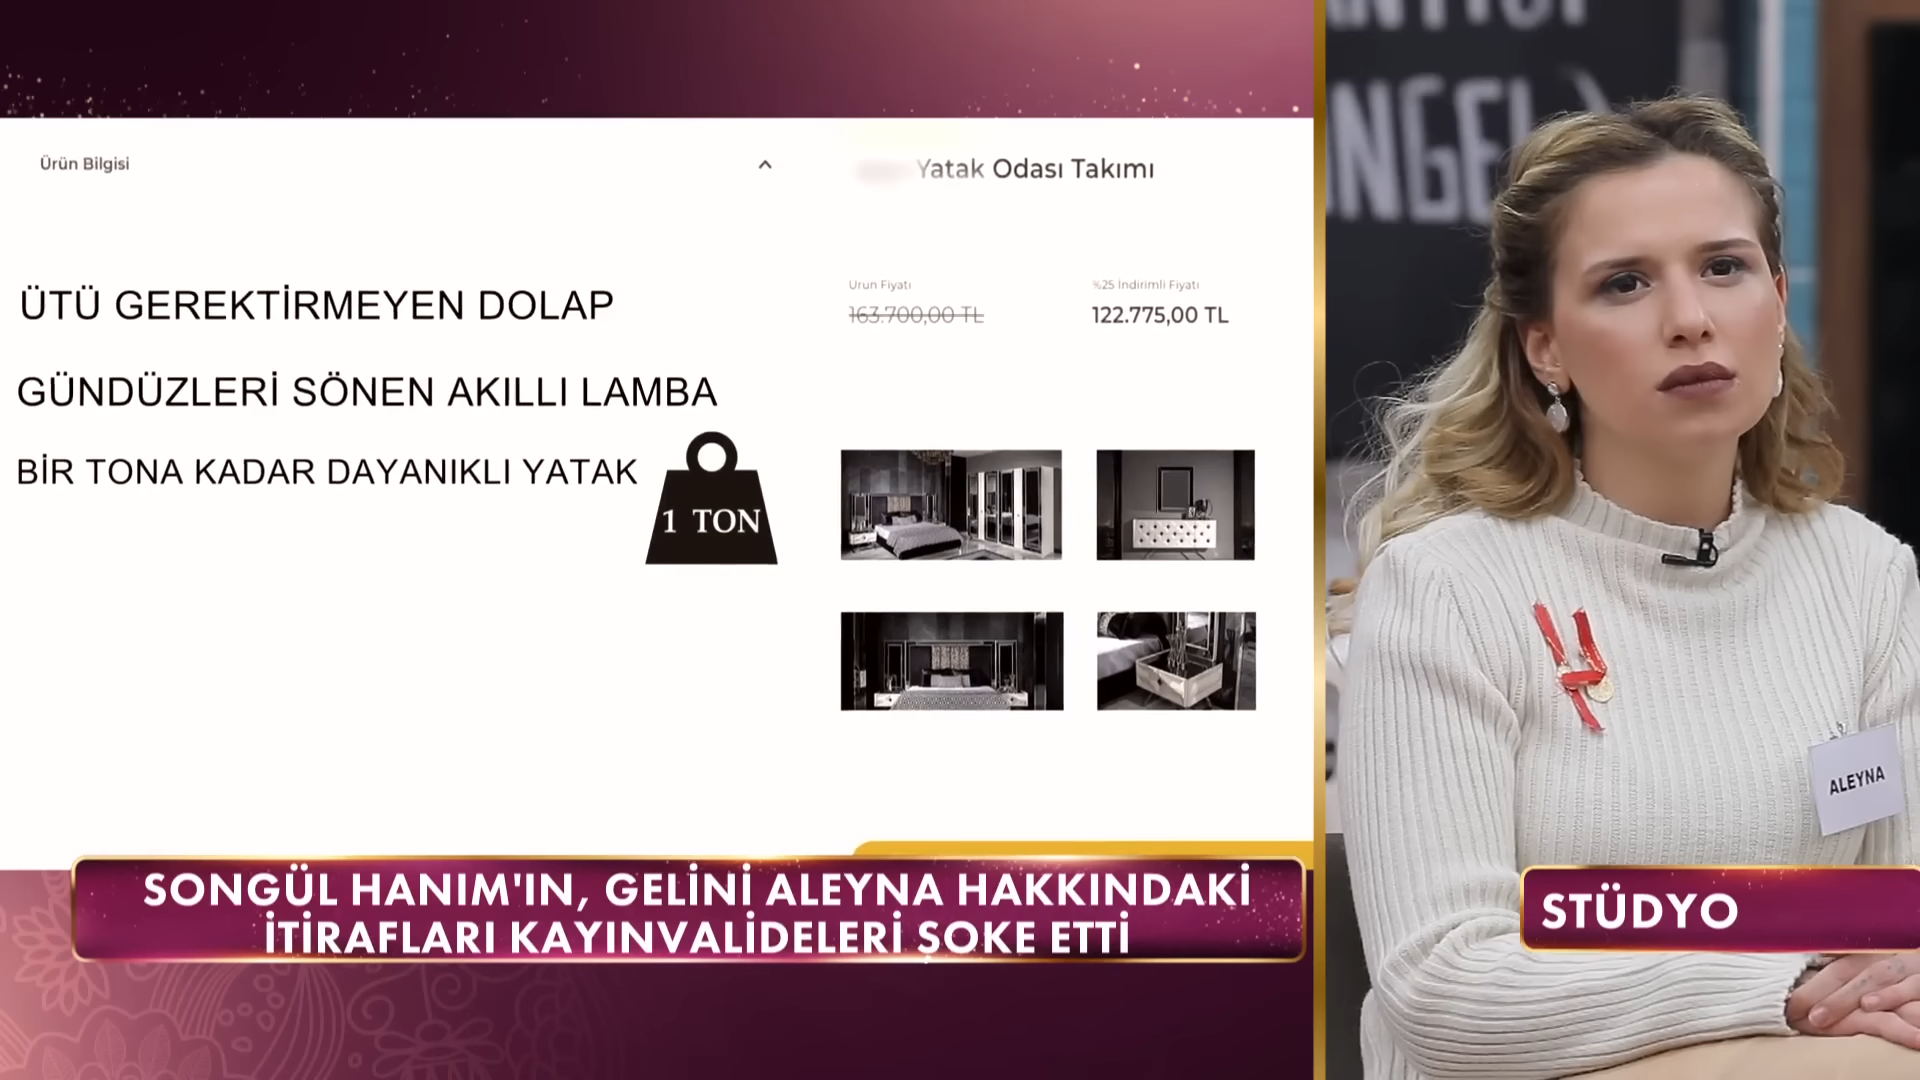 Ürün Bilgisi
Yatak Odası Takımı
Urun Fiyatı
%25 İndirimli Fiyatı
163.700,00 TL
122.775,00 TL
ÜTÜ GEREKTİRMEYEN DOLAP
GÜNDÜZLERİ SÖNEN AKILLI LAMBA
BİR TONA KADAR DAYANIKLI YATAK
1 TON
ALEYNA
SONGÜL HANIM'IN, GELİNİ ALEYNA HAKKINDAKİ
İTİRAFLARI KAYINVALİDELERİ ŞOKE ETTİ
STÜDYO